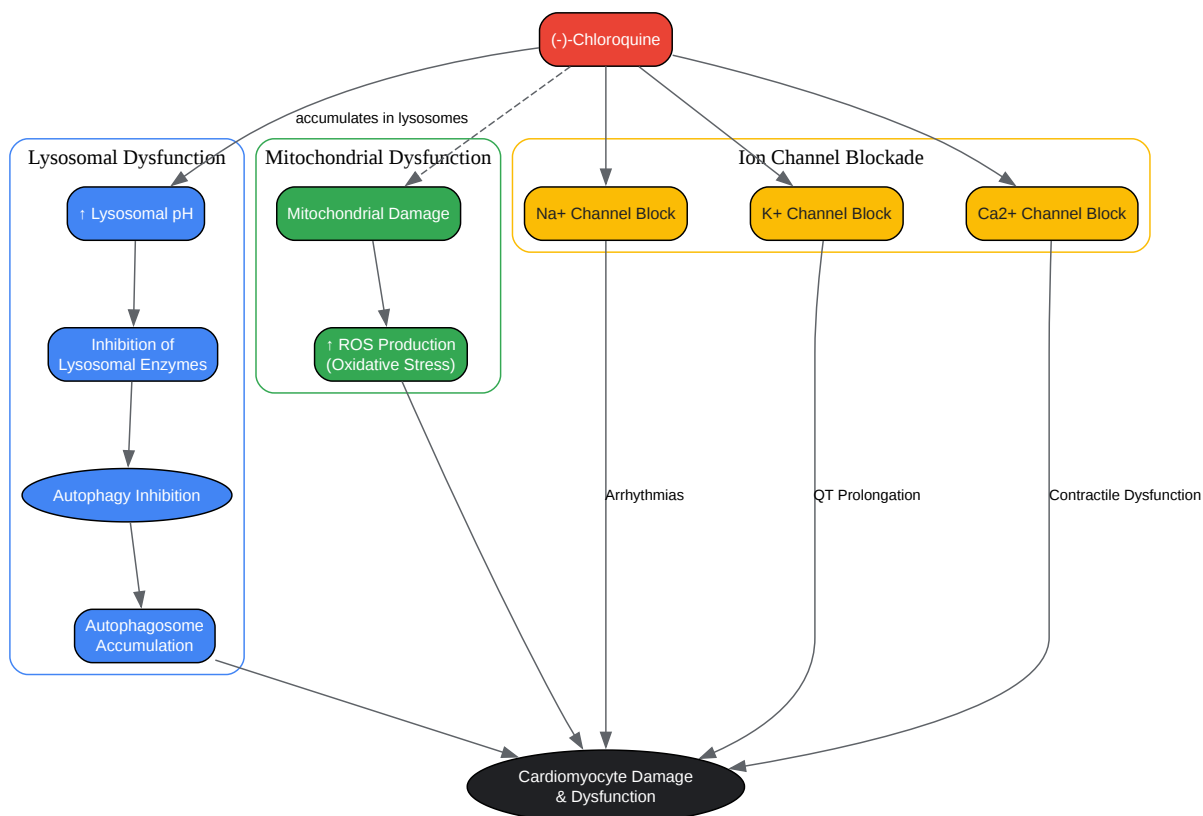 (-)-Chloroquine
accumulates in lysosomes
Lysosomal Dysfunction
Mitochondrial Dysfunction
Ion Channel Blockade
↑ Lysosomal pH
Mitochondrial Damage
Na+ Channel Block
K+ Channel Block
Ca2+ Channel Block
Inhibition of
Lysosomal Enzymes
↑ ROS Production
(Oxidative Stress)
Autophagy Inhibition
Arrhythmias
QT Prolongation
Contractile Dysfunction
Autophagosome
Accumulation
Cardiomyocyte Damage
& Dysfunction